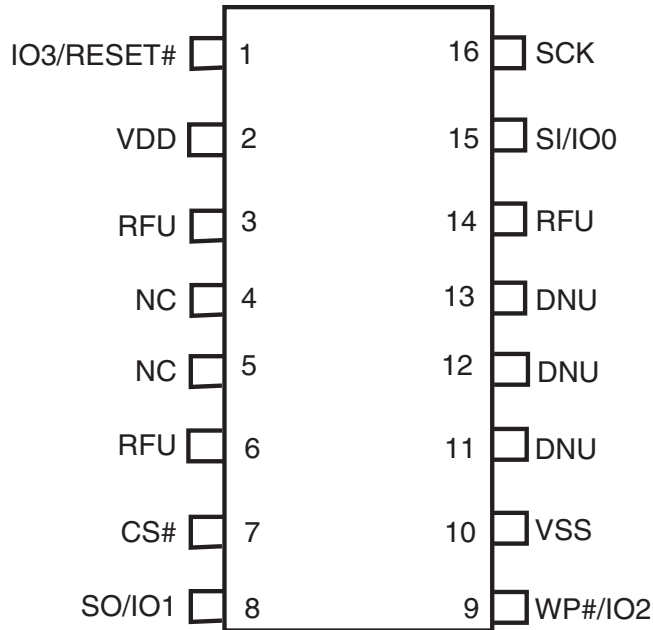 IO3/RESET# 1 16 SCK
VDD 2 15 SI/IO0
RFU 3 14 RFU
NC 4 13 DNU
NC 5 12 DNU
RFU 6 11 DNU
CS# 7 10 VSS
SO/IO1 8 9 WP#/IO2